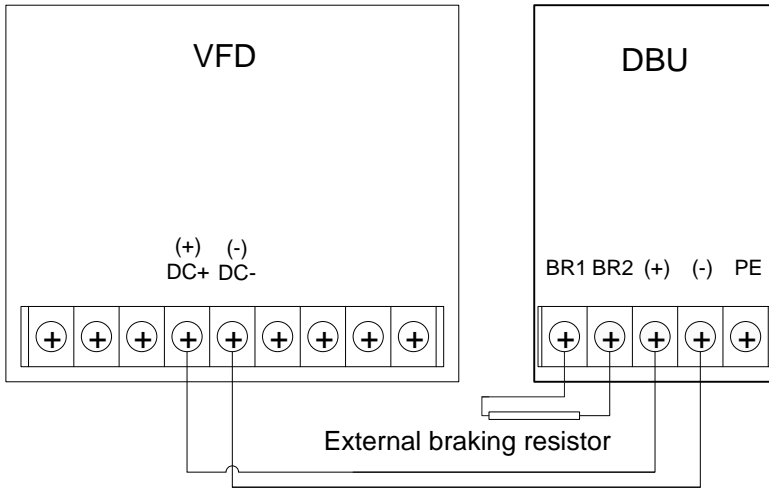 VFD
DBU
(+) (-)
DC+ DC-
BR1 BR2 (+) (-) PE
External braking resistor